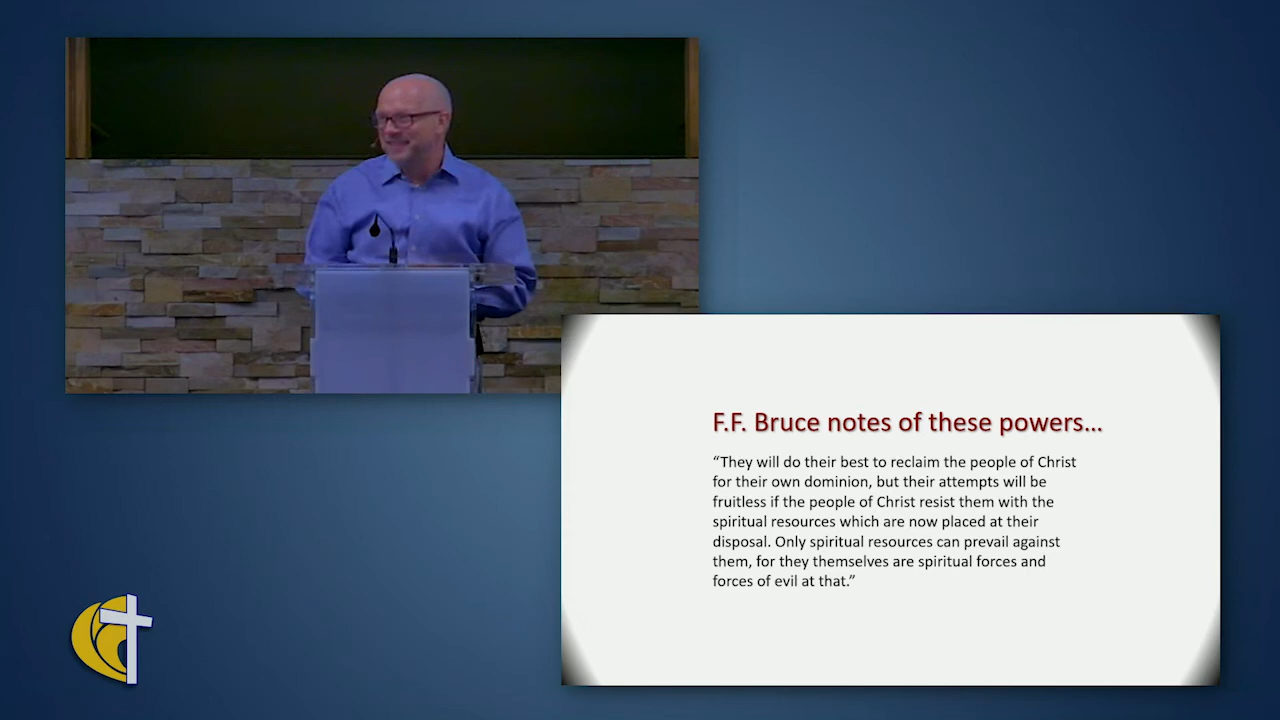 F.F. Bruce notes of these powers...
“They will do their best to reclaim the people of Christ
for their own dominion, but their attempts will be
fruitless if the people of Christ resist them with the
spiritual resources which are now placed at their
disposal. Only spiritual resources can prevail against
them, for they themselves are spiritual forces and
forces of evil at that.”